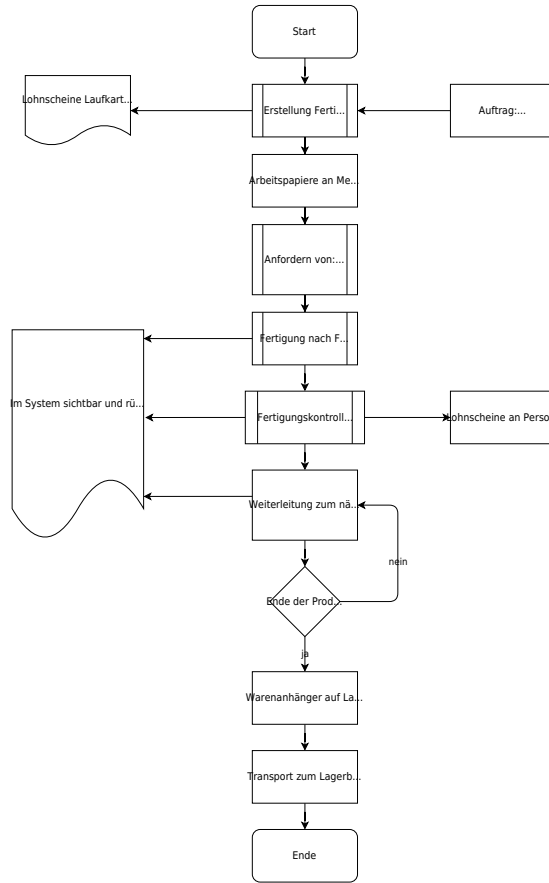 Start
Lohnscheine Laufkart...
Erstellung Ferti...
Auftrag:...
Arbeitspapiere an Me...
Anfordern von:...
Fertigung nach F...
Im System sichtbar und rü...
Fertigungskontroll...
Lohnscheine an Perso
Weiterleitung zum nä...
nein
Ende der Prod...
ja
Warenanhänger auf La...
Transport zum Lagerb...
Ende